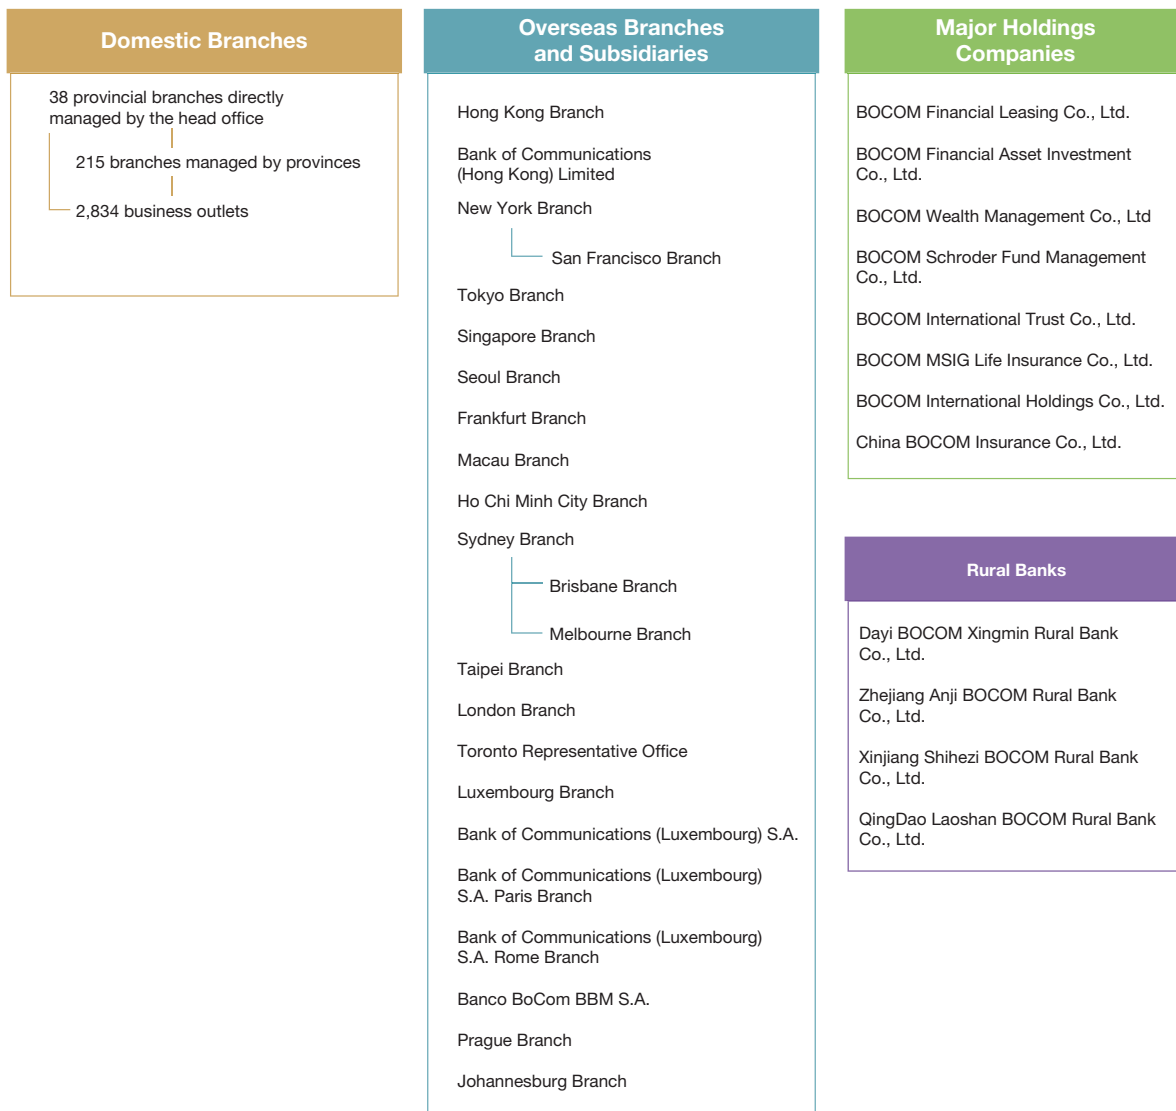 Domestic Branches
38 provincial branches directly
managed by the head office
215 branches managed by provinces
2,834 business outlets
Overseas Branches
and Subsidiaries
Hong Kong Branch
Bank of Communications
(Hong Kong) Limited
New York Branch
San Francisco Branch
Tokyo Branch
Singapore Branch
Seoul Branch
Frankfurt Branch
Macau Branch
Ho Chi Minh City Branch
Sydney Branch
Brisbane Branch
Melbourne Branch
Taipei Branch
London Branch
Toronto Representative Office
Luxembourg Branch
Bank of Communications (Luxembourg) S.A.
Bank of Communications (Luxembourg)
S.A. Paris Branch
Bank of Communications (Luxembourg)
S.A. Rome Branch
Banco BoCom BBM S.A.
Prague Branch
Johannesburg Branch
Major Holdings
Companies
BOCOM Financial Leasing Co., Ltd.
BOCOM Financial Asset Investment
Co., Ltd.
BOCOM Wealth Management Co., Ltd
BOCOM Schroder Fund Management
Co., Ltd.
BOCOM International Trust Co., Ltd.
BOCOM MSIG Life Insurance Co., Ltd.
BOCOM International Holdings Co., Ltd.
China BOCOM Insurance Co., Ltd.
Rural Banks
Dayi BOCOM Xingmin Rural Bank
Co., Ltd.
Zhejiang Anji BOCOM Rural Bank
Co., Ltd.
Xinjiang Shihezi BOCOM Rural Bank
Co., Ltd.
QingDao Laoshan BOCOM Rural Bank
Co., Ltd.